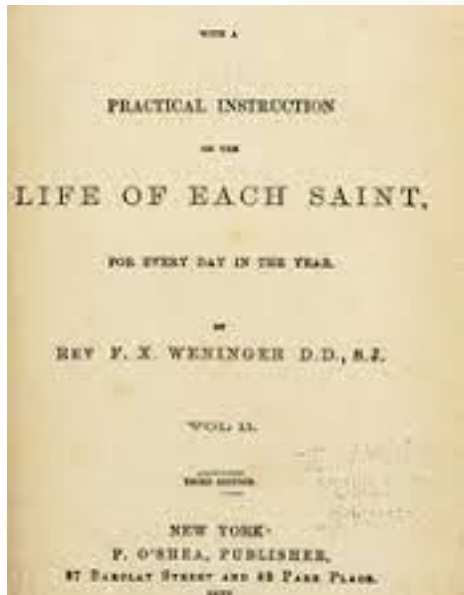 WITH A
PRACTICAL INSTRUCTION
ON THE
LIFE OF EACH SAINT,
FOR EVERY DAY IN THE YEAR.
BY
REV F. X. WENINGER D.D., S.J.
VOL II.
THIRD EDITION.
NEW YORK:
P. O'SHEA, PUBLISHER,
37 BARCLAY STREET AND 42 PARK PLACE.